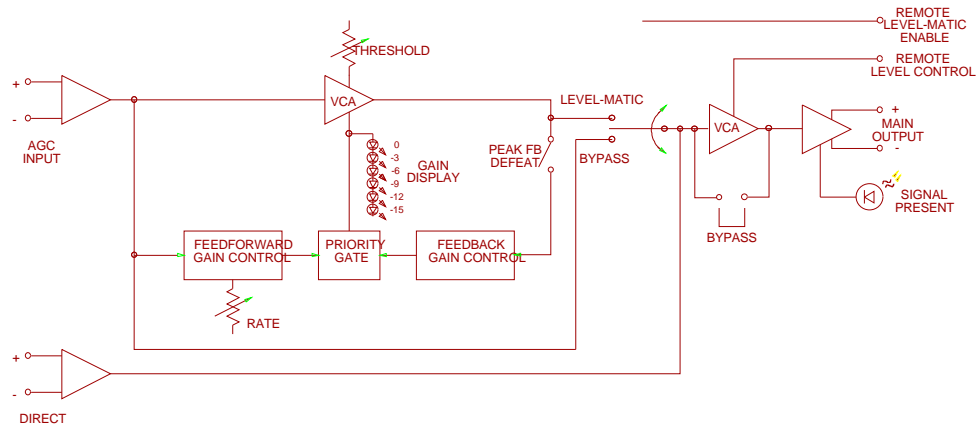 REMOTE
LEVEL-MATIC
ENABLE
THRESHOLD
REMOTE
LEVEL CONTROL
+
-
AGC
INPUT
VCA
LEVEL-MATIC
BYPASS
PEAK FB
DEFEAT
VCA
+
MAIN
OUTPUT
-
0
-3
-6
-9
-12
-15
GAIN
DISPLAY
SIGNAL
PRESENT
BYPASS
FEEDFORWARD
GAIN CONTROL
PRIORITY
GATE
FEEDBACK
GAIN CONTROL
RATE
+
-
DIRECT